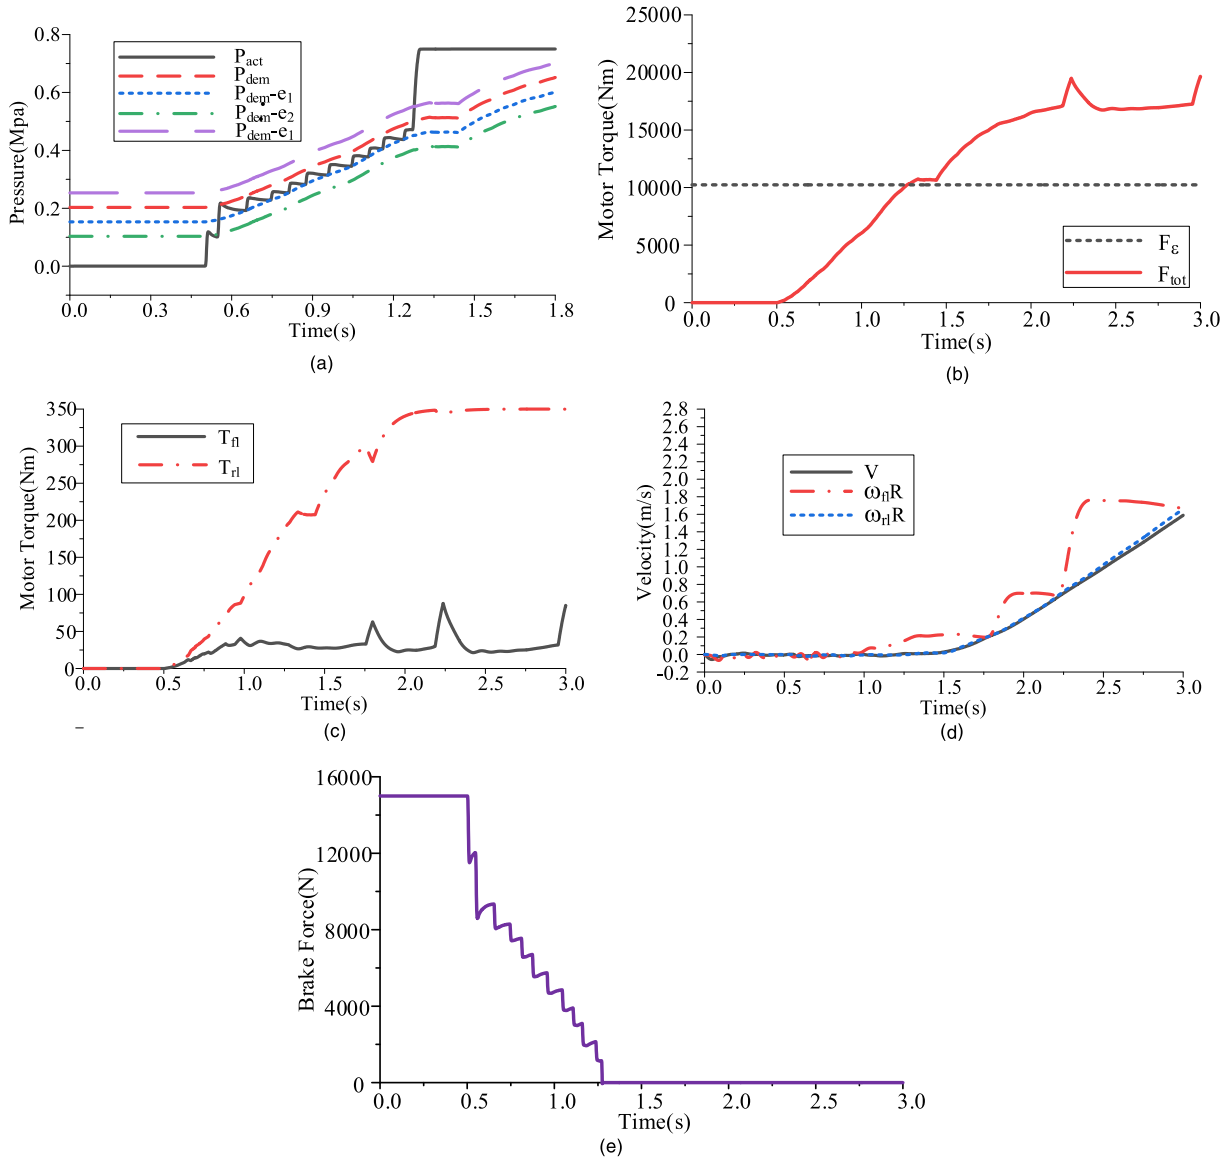 0.8
0.6
0.4
0.2
0.0
Pressure(Mpa)
P_act
P_dem
P_dem-e_1
P_dem-e_2
P_dem-e_1
0.0 0.3 0.6 0.9 1.2 1.5 1.8
Time(s)
(a)
25000
20000
15000
10000
5000
0
Motor Torque(Nm)
F_ε
F_tot
0.0 0.5 1.0 1.5 2.0 2.5 3.0
Time(s)
(b)
350
300
250
200
150
100
50
0
Motor Torque(Nm)
T_fl
T_rl
0.0 0.5 1.0 1.5 2.0 2.5 3.0
Time(s)
(c)
2.8
2.6
2.4
2.2
2.0
1.8
1.6
1.4
1.2
1.0
0.8
0.6
0.4
0.2
0.0
-0.2
Velocity(m/s)
V
ω_flR
ω_rlR
0.0 0.5 1.0 1.5 2.0 2.5 3.0
Time(s)
(d)
16000
12000
8000
4000
0
Brake Force(N)
0.0 0.5 1.0 1.5 2.0 2.5 3.0
Time(s)
(e)